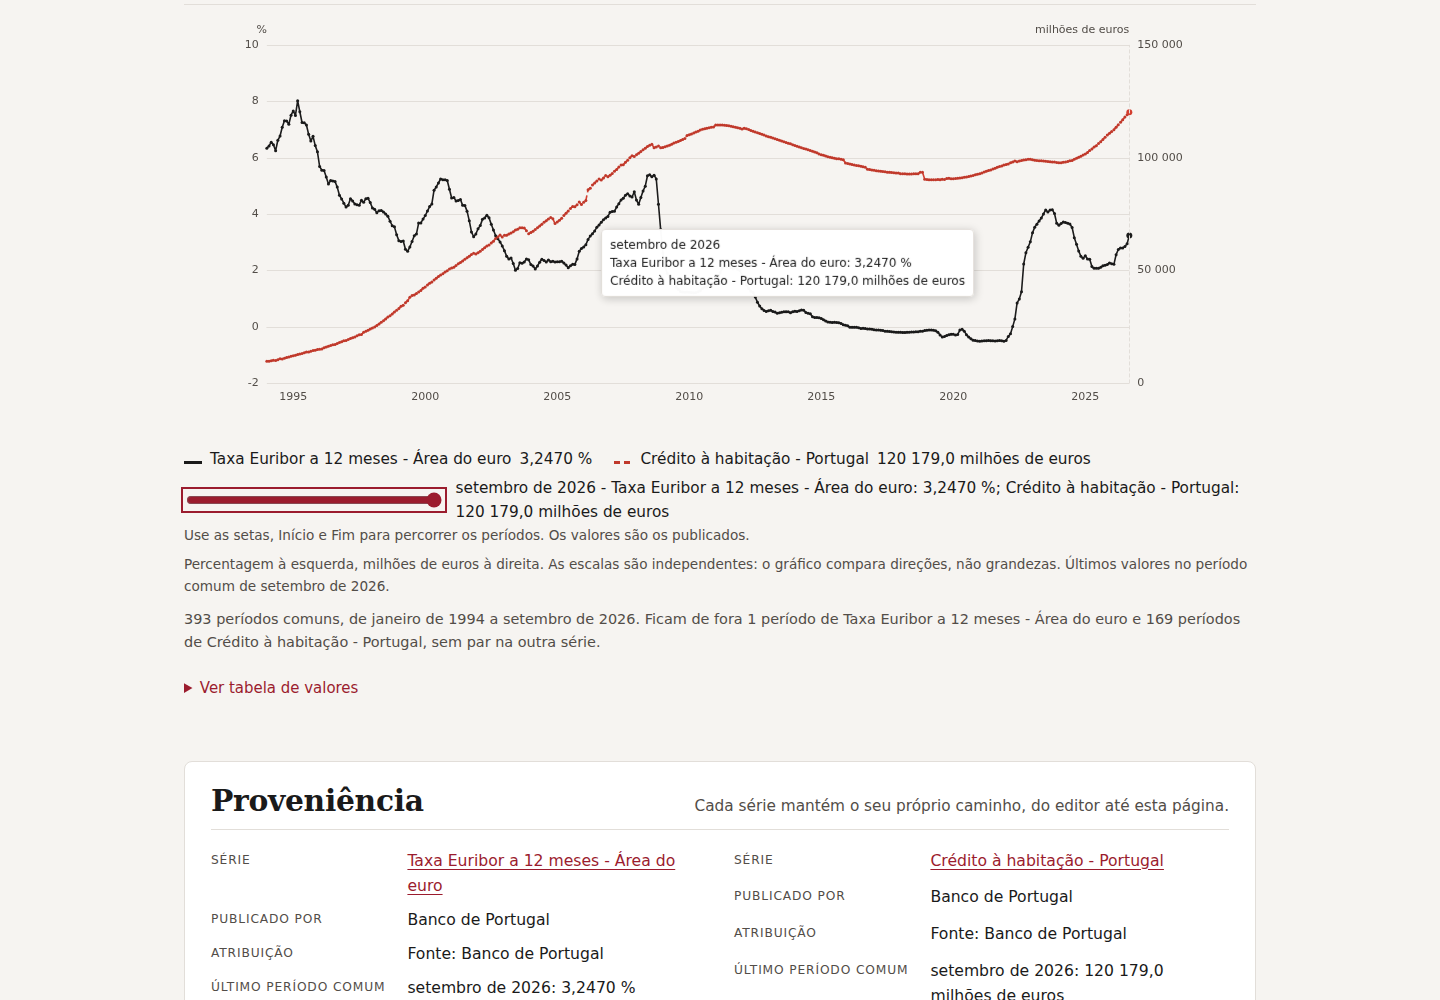 %
milhões de euros
10
150 000
8
6
100 000
4
2
50 000
0
-2
0
setembro de 2026
Taxa Euribor a 12 meses - Área do euro: 3,2470 %
Crédito à habitação - Portugal: 120 179,0 milhões de euros
1995
2000
2005
2010
2015
2020
2025
Taxa Euribor a 12 meses - Área do euro 3,2470 %
Crédito à habitação - Portugal 120 179,0 milhões de euros
setembro de 2026 - Taxa Euribor a 12 meses - Área do euro: 3,2470 %; Crédito à habitação - Portugal:
120 179,0 milhões de euros
Use as setas, Início e Fim para percorrer os períodos. Os valores são os publicados.
Percentagem à esquerda, milhões de euros à direita. As escalas são independentes: o gráfico compara direções, não grandezas. Últimos valores no período
comum de setembro de 2026.
393 períodos comuns, de janeiro de 1994 a setembro de 2026. Ficam de fora 1 período de Taxa Euribor a 12 meses - Área do euro e 169 períodos
de Crédito à habitação - Portugal, sem par na outra série.
Ver tabela de valores
Proveniência
Cada série mantém o seu próprio caminho, do editor até esta página.
SÉRIE
Taxa Euribor a 12 meses - Área do
euro
PUBLICADO POR
Banco de Portugal
ATRIBUIÇÃO
Fonte: Banco de Portugal
ÚLTIMO PERÍODO COMUM
setembro de 2026: 3,2470 %
SÉRIE
Crédito à habitação - Portugal
PUBLICADO POR
Banco de Portugal
ATRIBUIÇÃO
Fonte: Banco de Portugal
ÚLTIMO PERÍODO COMUM
setembro de 2026: 120 179,0
milhões de euros